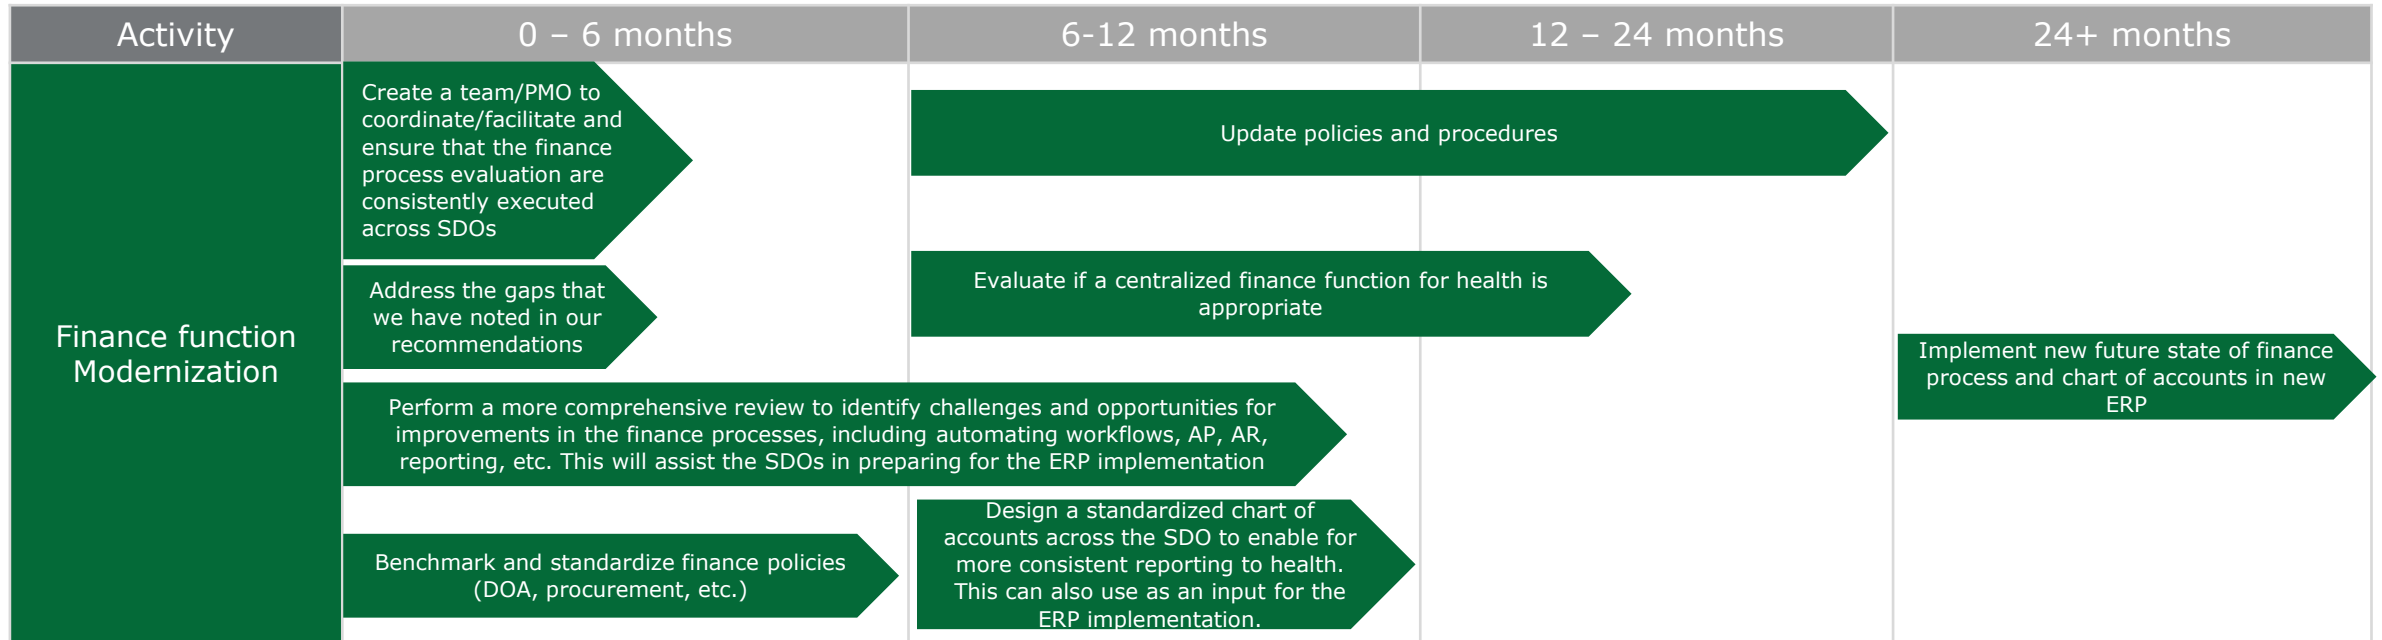 Activity
0 – 6 months
6-12 months
12 – 24 months
24+ months
Finance function
Modernization
Create a team/PMO to
coordinate/facilitate and
ensure that the finance
process evaluation are
consistently executed
across SDOs
Update policies and procedures
Address the gaps that
we have noted in our
recommendations
Evaluate if a centralized finance function for health is
appropriate
Implement new future state of finance
process and chart of accounts in new
ERP
Perform a more comprehensive review to identify challenges and opportunities for
improvements in the finance processes, including automating workflows, AP, AR,
reporting, etc. This will assist the SDOs in preparing for the ERP implementation
Benchmark and standardize finance policies
(DOA, procurement, etc.)
Design a standardized chart of
accounts across the SDO to enable for
more consistent reporting to health.
This can also use as an input for the
ERP implementation.